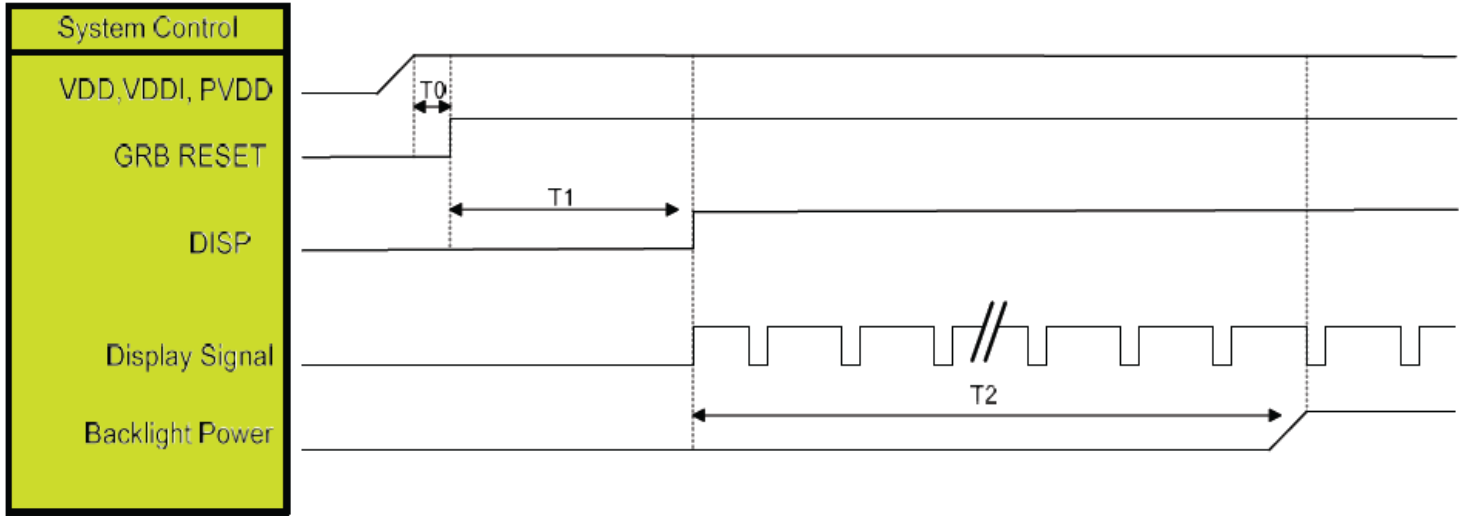 System Control
VDD,VDDI, PVDD
T0
GRB RESET
T1
DISP
Display Signal
T2
Backlight Power